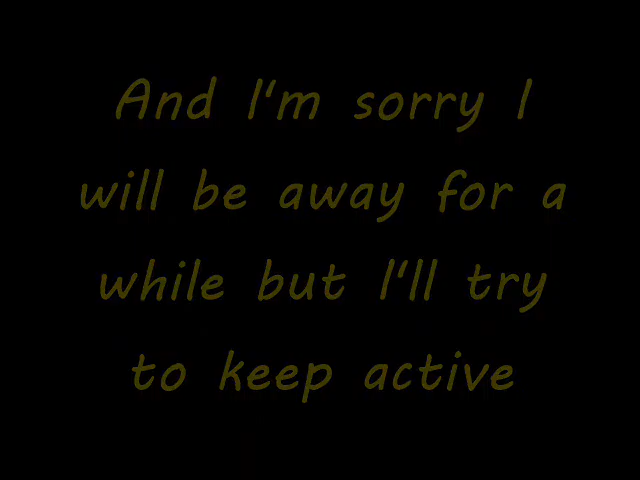 And I'm sorry I
will be away for a
while but I'll try
to keep active